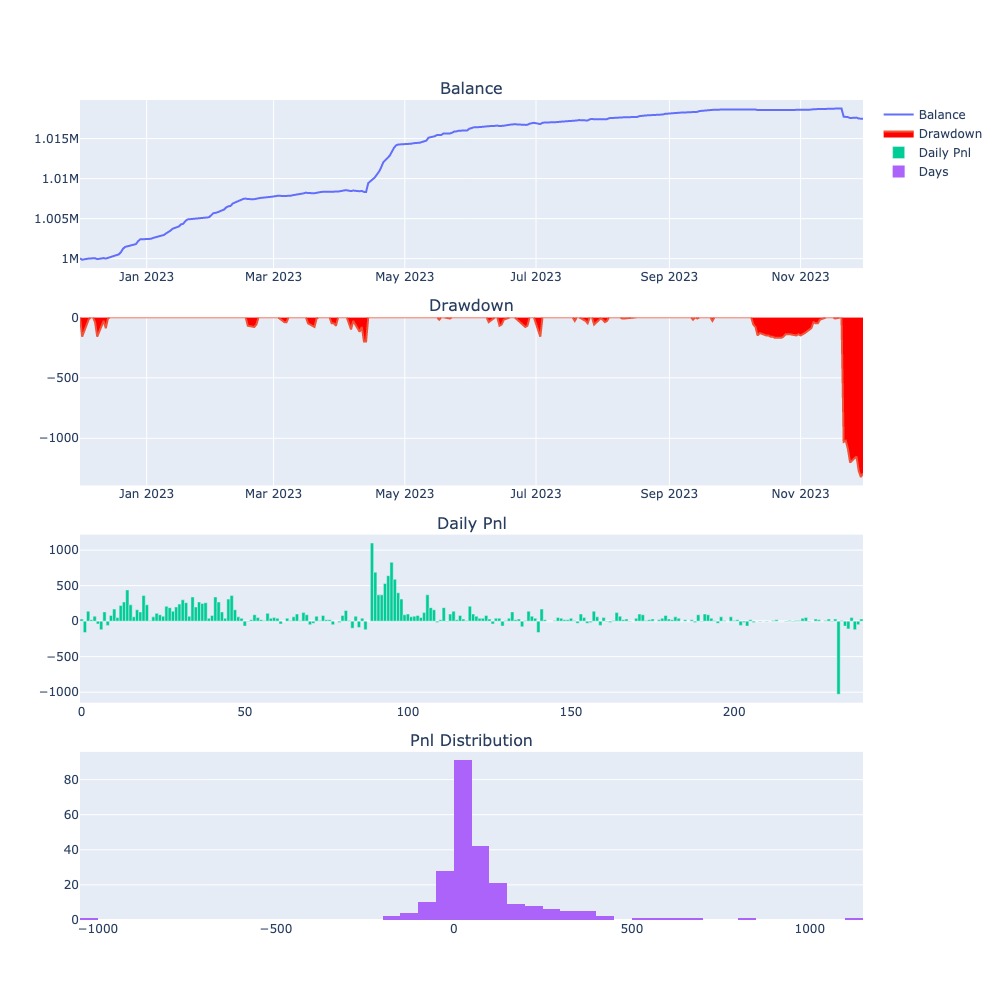 Balance
1.015M
1.01M
1.005M
1M
Jan 2023 Mar 2023 May 2023 Jul 2023 Sep 2023 Nov 2023
Balance
Drawdown
Daily Pnl
Days
Drawdown
0
−500
−1000
Jan 2023 Mar 2023 May 2023 Jul 2023 Sep 2023 Nov 2023
Daily Pnl
1000
500
0
−500
−1000
0 50 100 150 200
Pnl Distribution
80
60
40
20
0
−1000 −500 0 500 1000